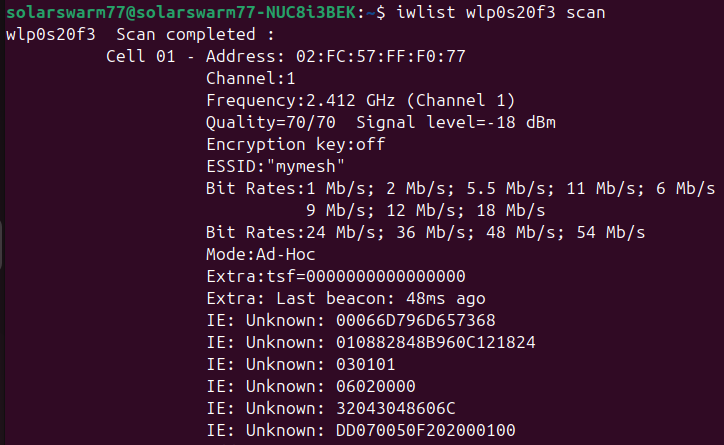 solarswarm77@solarswarm77-NUC8i3BEK:~$ iwlist wlp0s20f3 scan
wlp0s20f3  Scan completed :
          Cell 01 - Address: 02:FC:57:FF:F0:77
                    Channel:1
                    Frequency:2.412 GHz (Channel 1)
                    Quality=70/70  Signal level=-18 dBm
                    Encryption key:off
                    ESSID:"mymesh"
                    Bit Rates:1 Mb/s; 2 Mb/s; 5.5 Mb/s; 11 Mb/s; 6 Mb/s
                              9 Mb/s; 12 Mb/s; 18 Mb/s
                    Bit Rates:24 Mb/s; 36 Mb/s; 48 Mb/s; 54 Mb/s
                    Mode:Ad-Hoc
                    Extra:tsf=0000000000000000
                    Extra: Last beacon: 48ms ago
                    IE: Unknown: 00066D796D657368
                    IE: Unknown: 010882848B960C121824
                    IE: Unknown: 030101
                    IE: Unknown: 06020000
                    IE: Unknown: 32043048606C
                    IE: Unknown: DD070050F202000100